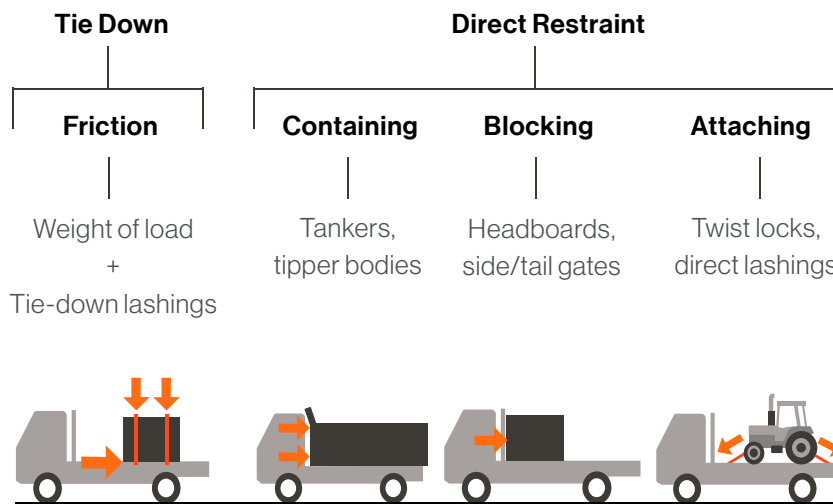 Tie Down
Direct Restraint
Friction
Containing
Blocking
Attaching
Weight of load
+
Tie-down lashings
Tankers,
tipper bodies
Headboards,
side/tail gates
Twist locks,
direct lashings